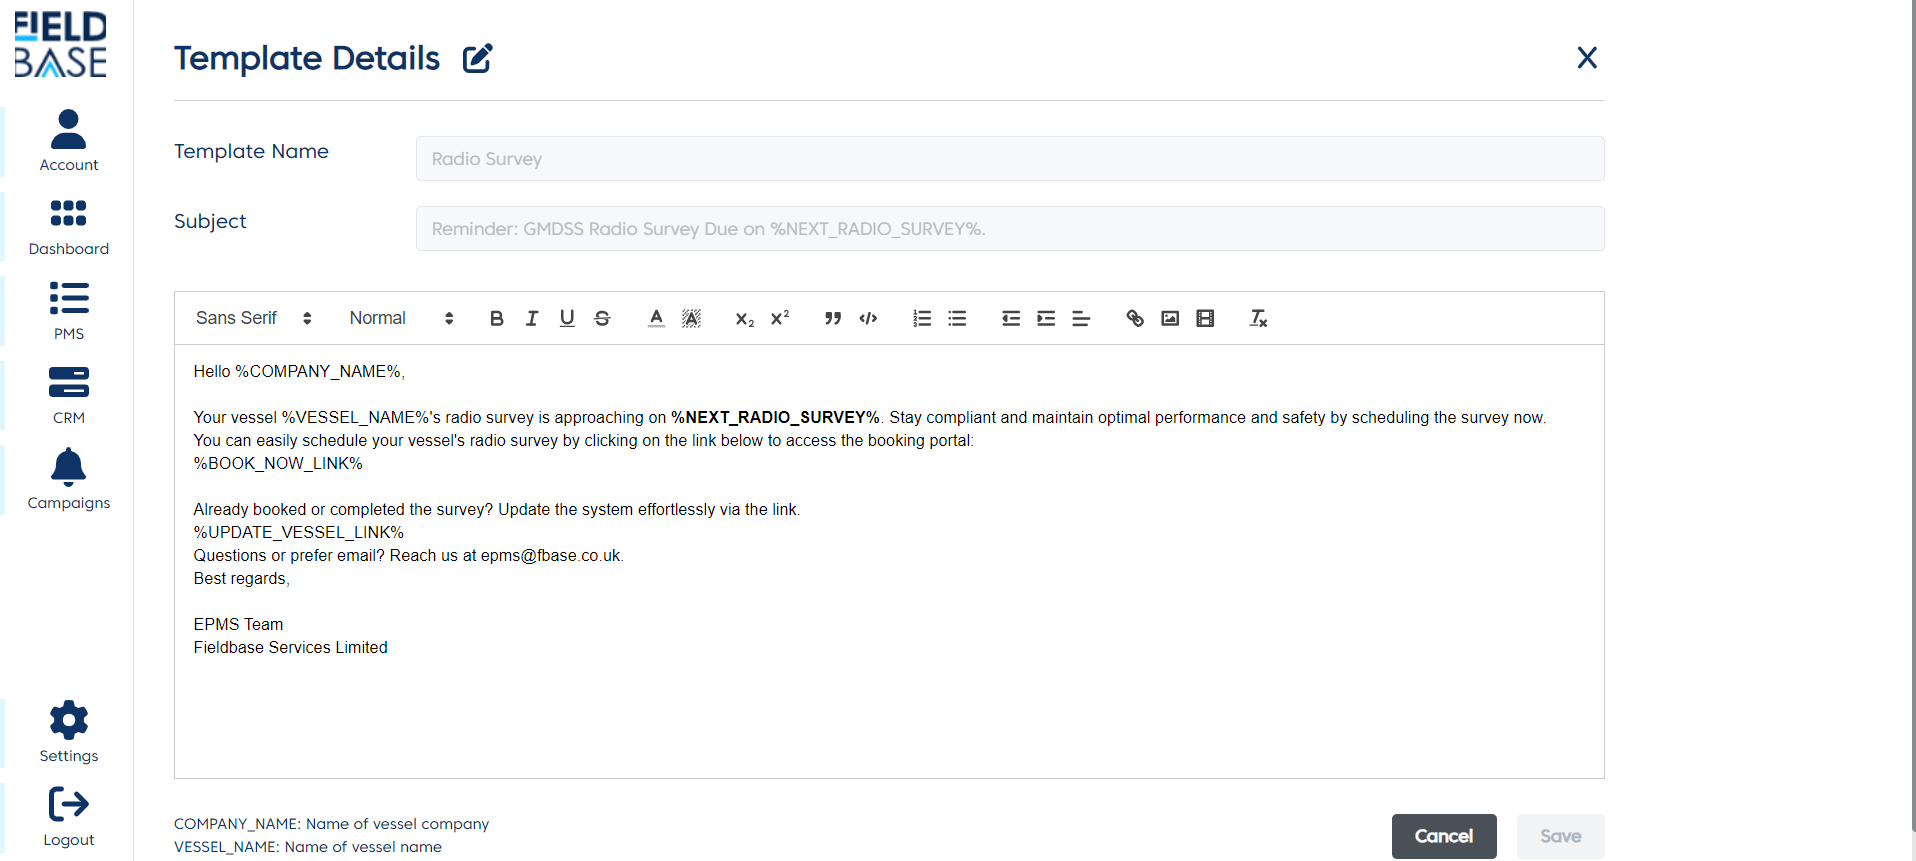 FIELD
BASE
Account
Dashboard
PMS
CRM
Campaigns
Settings
Logout
Template Details
X
Template Name
Radio Survey
Subject
Reminder: GMDSS Radio Survey Due on %NEXT_RADIO_SURVEY%.
Sans Serif Normal
Hello %COMPANY_NAME%,
Your vessel %VESSEL_NAME%'s radio survey is approaching on %NEXT_RADIO_SURVEY%. Stay compliant and maintain optimal performance and safety by scheduling the survey now.
You can easily schedule your vessel's radio survey by clicking on the link below to access the booking portal:
%BOOK_NOW_LINK%
Already booked or completed the survey? Update the system effortlessly via the link.
%UPDATE_VESSEL_LINK%
Questions or prefer email? Reach us at epms@fbase.co.uk.
Best regards,
EPMS Team
Fieldbase Services Limited
COMPANY_NAME: Name of vessel company
VESSEL_NAME: Name of vessel name
Cancel Save